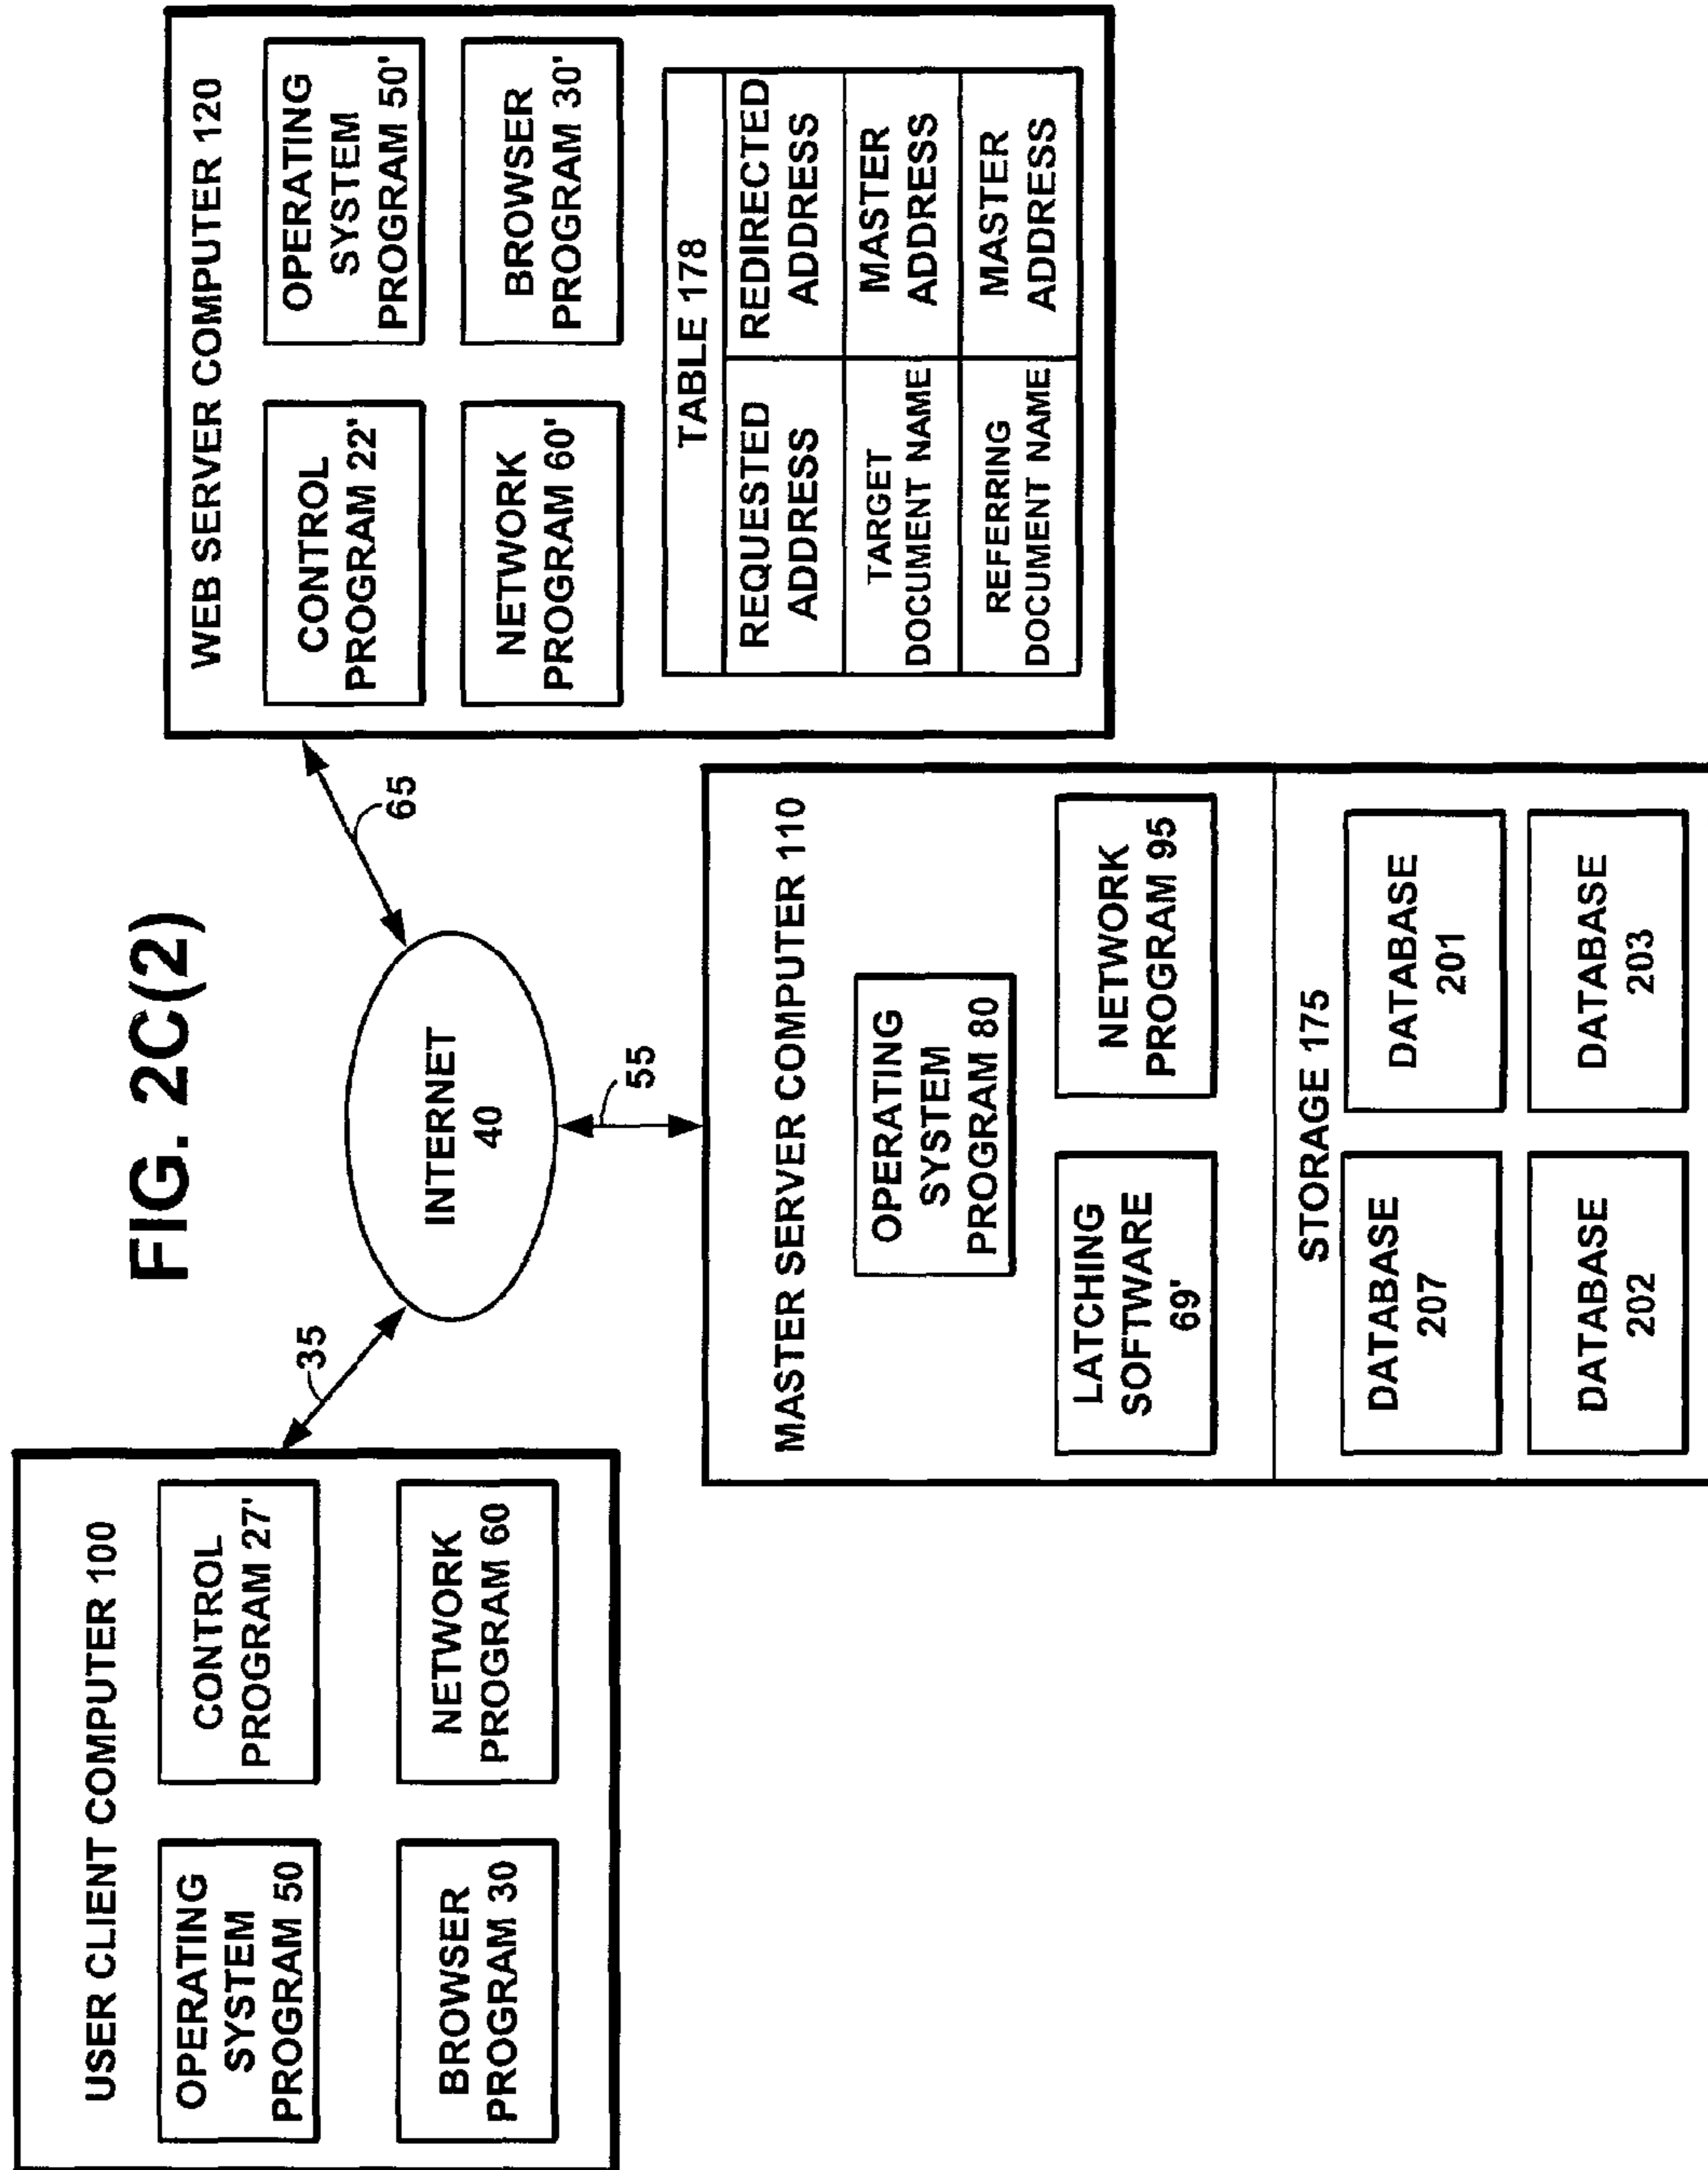 FIG. 2C(2)
USER CLIENT COMPUTER 100
OPERATING
SYSTEM
PROGRAM 50
CONTROL
PROGRAM 27'
BROWSER
PROGRAM 30
NETWORK
PROGRAM 60
35
INTERNET
40
65
55
WEB SERVER COMPUTER 120
CONTROL
PROGRAM 22'
OPERATING
SYSTEM
PROGRAM 50'
NETWORK
PROGRAM 60'
BROWSER
PROGRAM 30'
TABLE 178
REQUESTED
ADDRESS
REDIRECTED
ADDRESS
TARGET
DOCUMENT NAME
MASTER
ADDRESS
REFERRING
DOCUMENT NAME
MASTER
ADDRESS
MASTER SERVER COMPUTER 110
OPERATING
SYSTEM
PROGRAM 80
LATCHING
SOFTWARE
69'
NETWORK
PROGRAM 95
STORAGE 175
DATABASE
207
DATABASE
201
DATABASE
202
DATABASE
203